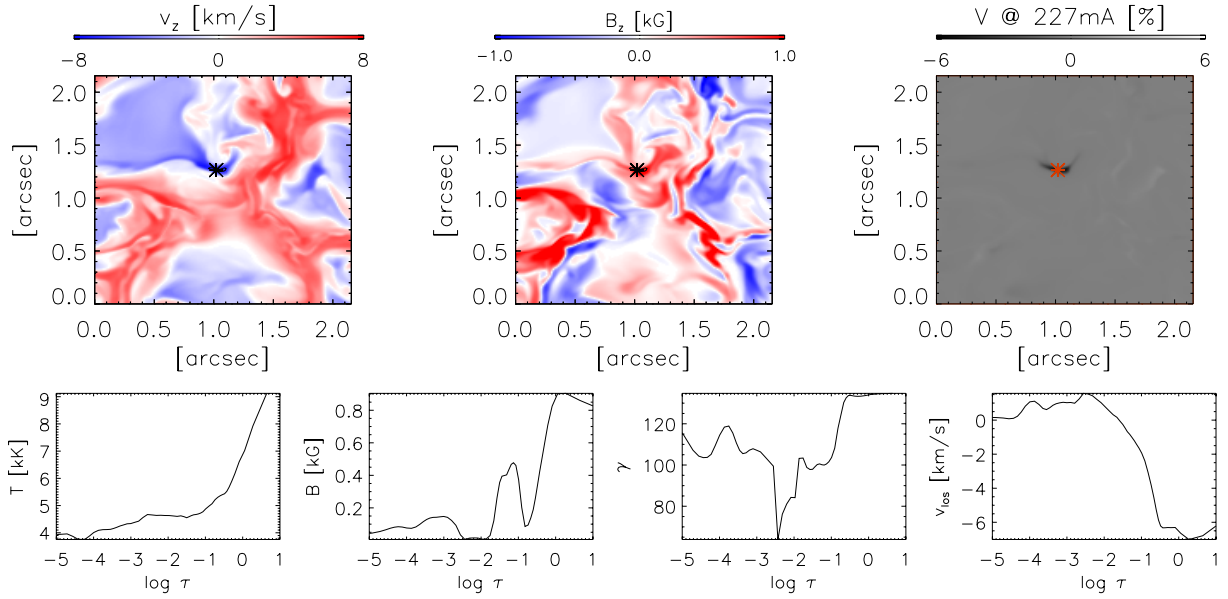 v_z [km/s]
B_z [kG]
V @ 227mA [%]
−8 0 8
−1.0 0.0 1.0
−6 0 6
2.0
1.5
1.0
0.5
0.0
[arcsec]
0.0 0.5 1.0 1.5 2.0
[arcsec]
2.0
1.5
1.0
0.5
0.0
[arcsec]
0.0 0.5 1.0 1.5 2.0
[arcsec]
2.0
1.5
1.0
0.5
0.0
[arcsec]
0.0 0.5 1.0 1.5 2.0
[arcsec]
9
8
7
6
5
4
T [kK]
−5 −4 −3 −2 −1 0 1
log τ
0.8
0.6
0.4
0.2
B [kG]
−5 −4 −3 −2 −1 0 1
log τ
120
100
80
γ
−5 −4 −3 −2 −1 0 1
log τ
0
−2
−4
−6
v_los [km/s]
−5 −4 −3 −2 −1 0 1
log τ